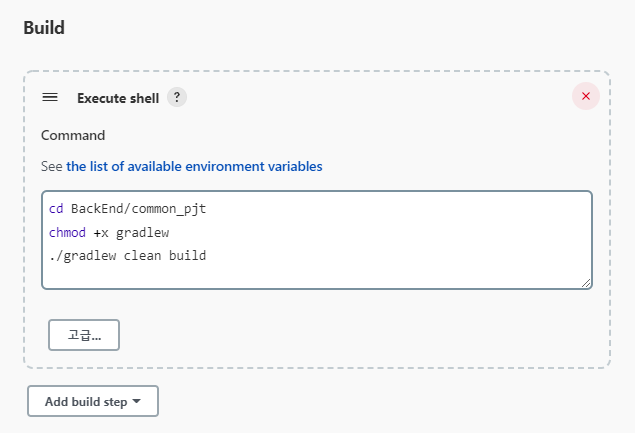 Build
Execute shell ?
Command
See the list of available environment variables
cd BackEnd/common_pjt
chmod +x gradlew
./gradlew clean build
고급...
Add build step